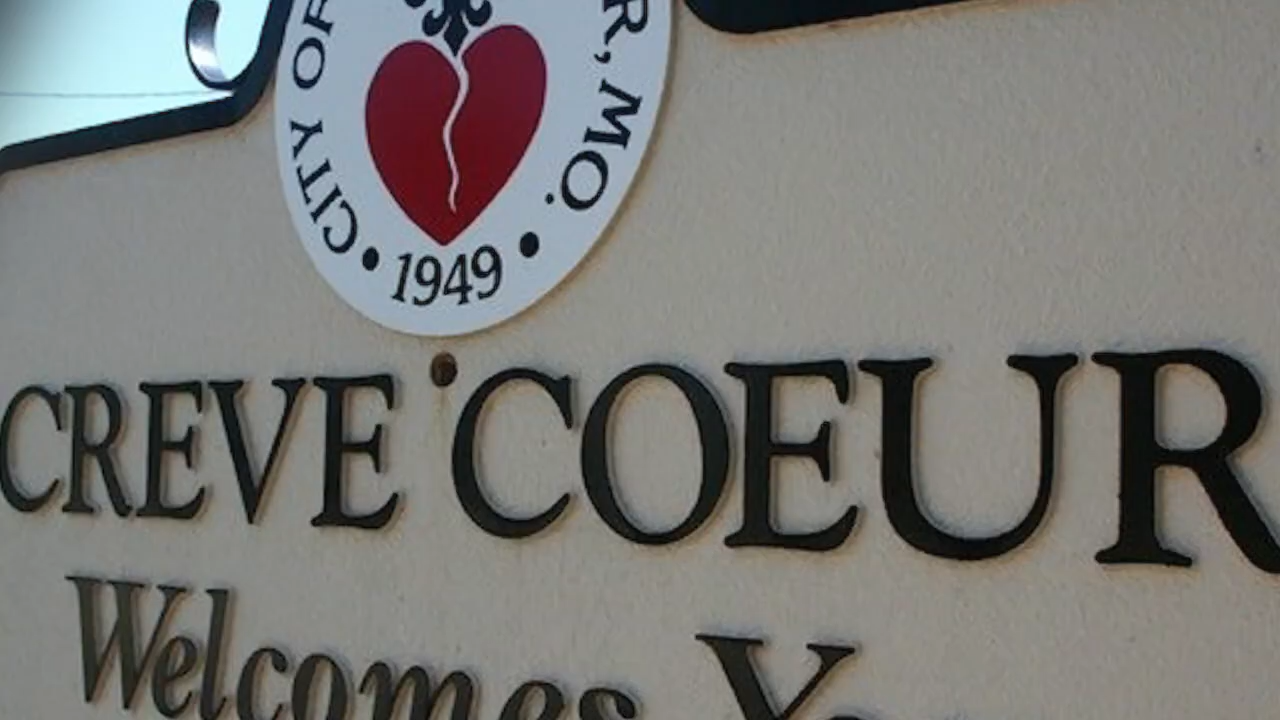 CITY OF
R, MO.
• 1949 •
CREVE COEUR
Welcomes